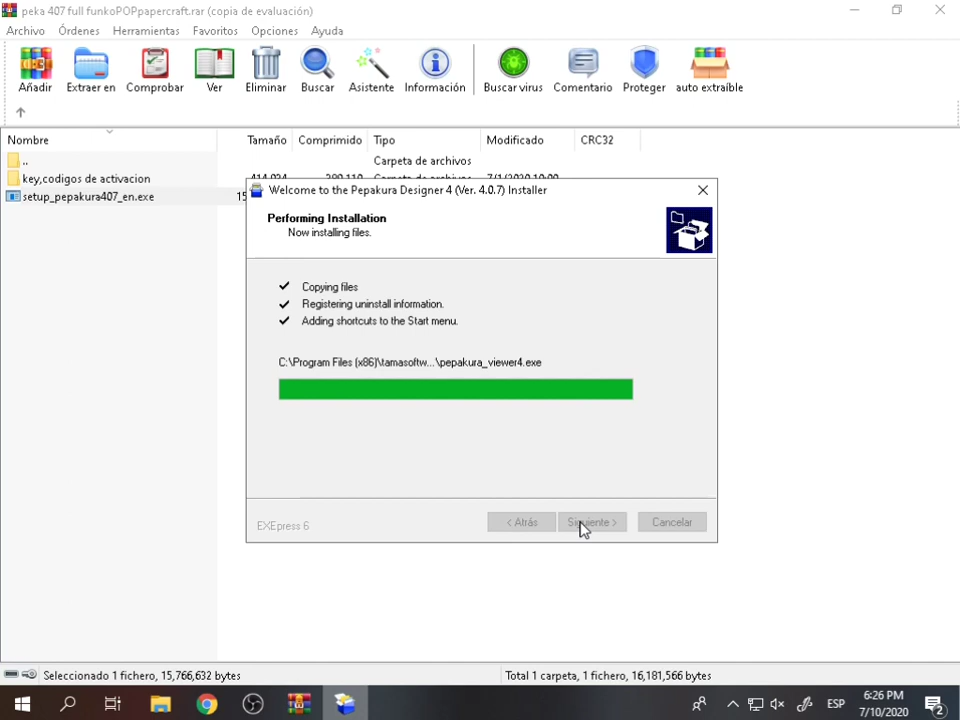 peka 407 full funkoPOPpapercraft.rar (copia de evaluación)
Archivo Órdenes Herramientas Favoritos Opciones Ayuda
Añadir Extraer en Comprobar Ver Eliminar Buscar Asistente Información Buscar virus Comentario Proteger auto extraíble
Nombre Tamaño Comprimido Tipo Modificado CRC32
.. Carpeta de archivos
key,codigos de activacion
setup_pepakura407_en.exe 15
Welcome to the Pepakura Designer 4 (Ver. 4.0.7) Installer
Performing Installation
Now installing files.
Copying files
Registering uninstall information.
Adding shortcuts to the Start menu.
C:\Program Files (x86)\tamasoftw...\pepakura_viewer4.exe
EXEpress 6
< Atrás Siguiente > Cancelar
Seleccionado 1 fichero, 15,766,632 bytes Total 1 carpeta, 1 fichero, 16,181,566 bytes
ESP 6:26 PM
7/10/2020 2